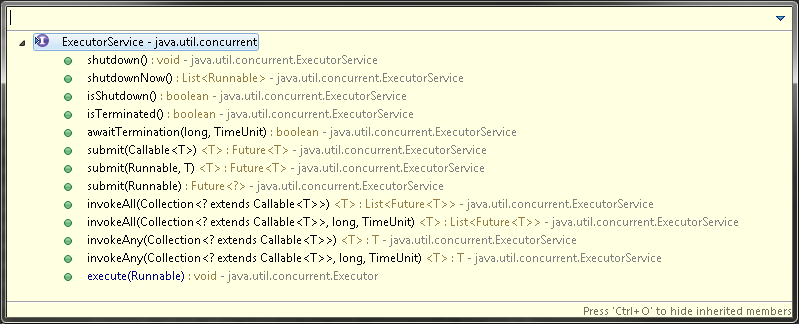 ExecutorService - java.util.concurrent
shutdown() : void - java.util.concurrent.ExecutorService
shutdownNow() : List<Runnable> - java.util.concurrent.ExecutorService
isShutdown() : boolean - java.util.concurrent.ExecutorService
isTerminated() : boolean - java.util.concurrent.ExecutorService
awaitTermination(long, TimeUnit) : boolean - java.util.concurrent.ExecutorService
submit(Callable<T>) <T> : Future<T> - java.util.concurrent.ExecutorService
submit(Runnable, T) <T> : Future<T> - java.util.concurrent.ExecutorService
submit(Runnable) : Future<?> - java.util.concurrent.ExecutorService
invokeAll(Collection<? extends Callable<T>>) <T> : List<Future<T>> - java.util.concurrent.ExecutorService
invokeAll(Collection<? extends Callable<T>>, long, TimeUnit) <T> : List<Future<T>> - java.util.concurrent.ExecutorService
invokeAny(Collection<? extends Callable<T>>) <T> : T - java.util.concurrent.ExecutorService
invokeAny(Collection<? extends Callable<T>>, long, TimeUnit) <T> : T - java.util.concurrent.ExecutorService
execute(Runnable) : void - java.util.concurrent.Executor
Press 'Ctrl+O' to hide inherited members